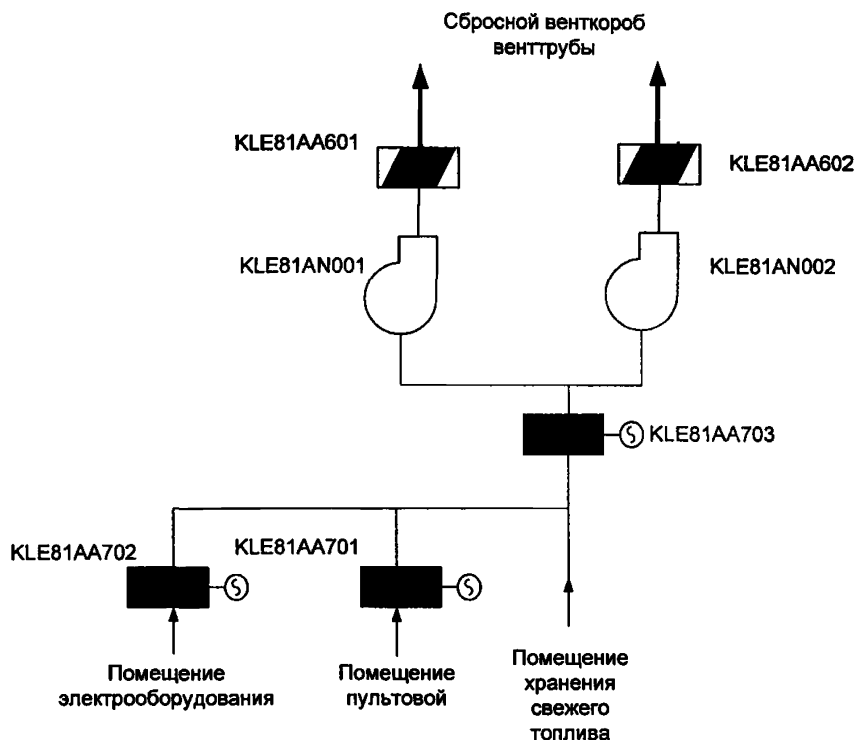 Сбросной венткороб
венттрубы
KLE81AA601
KLE81AA602
KLE81AN001
KLE81AN002
KLE81AA703
KLE81AA702
KLE81AA701
Помещение
электрооборудования
Помещение
пультовой
Помещение
хранения
свежего
топлива